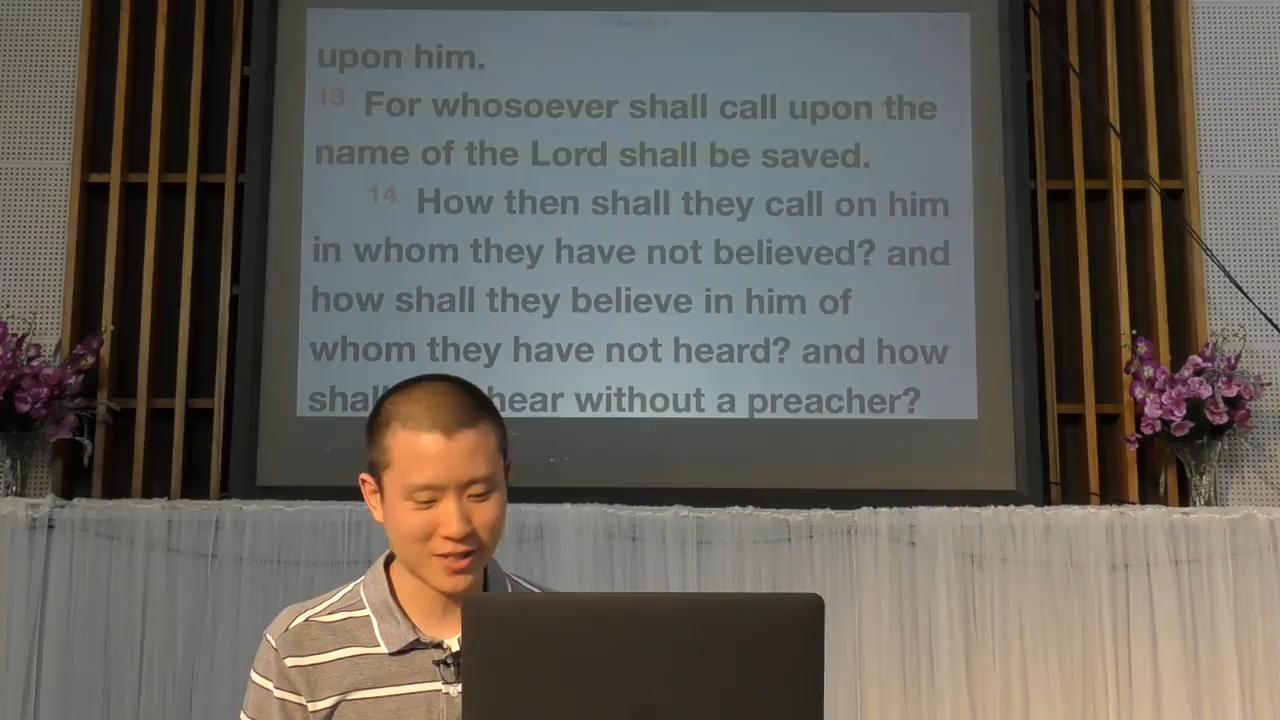 upon him.
13 For whosoever shall call upon the
name of the Lord shall be saved.
14 How then shall they call on him
in whom they have not believed? and
how shall they believe in him of
whom they have not heard? and how
shall hear without a preacher?